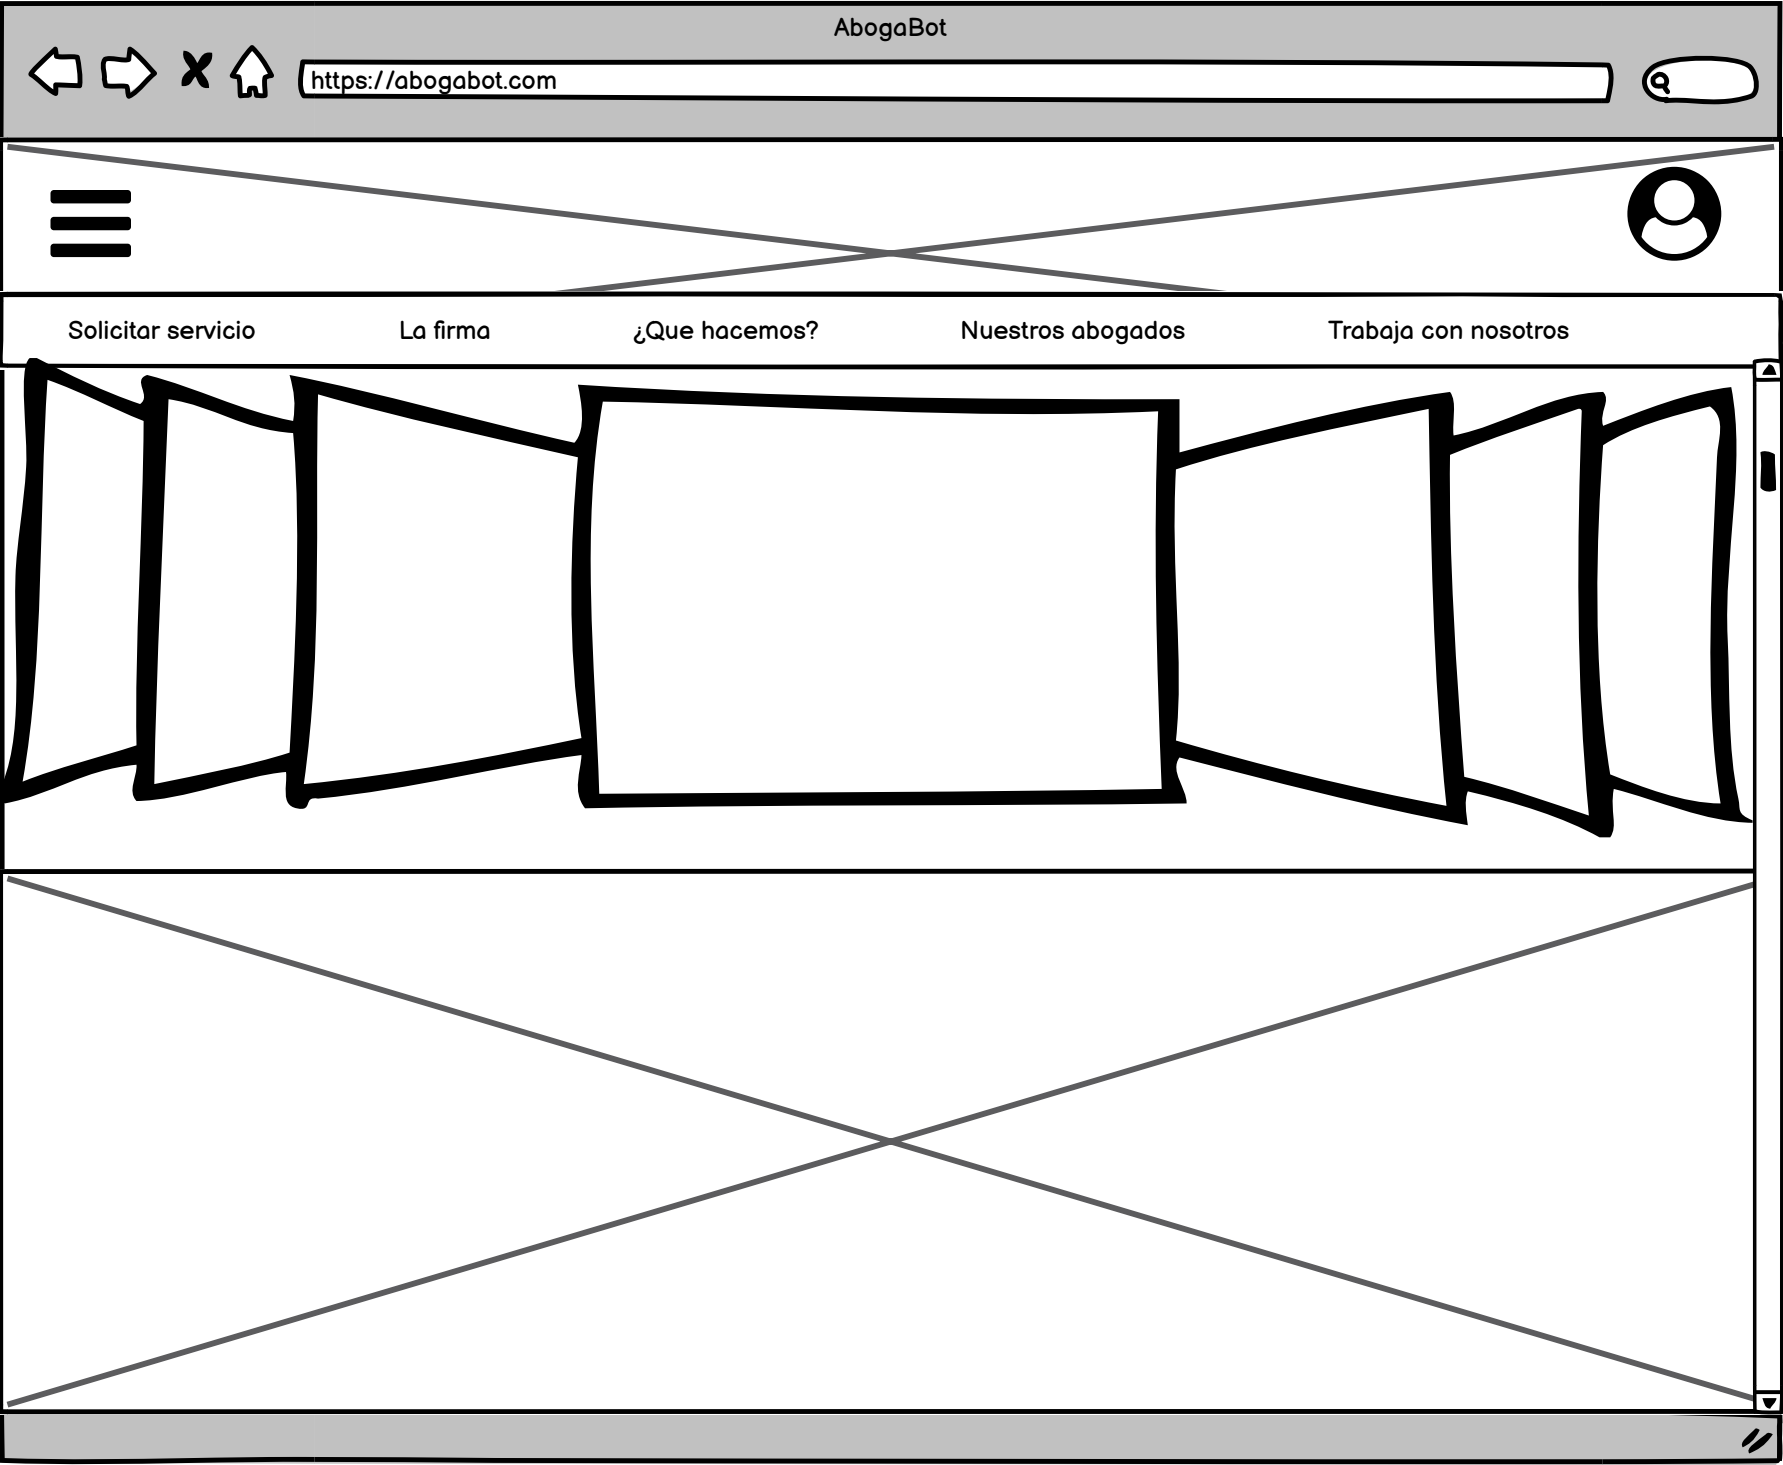 AbogaBot
https://abogabot.com
Solicitar servicio
La firma
¿Que hacemos?
Nuestros abogados
Trabaja con nosotros